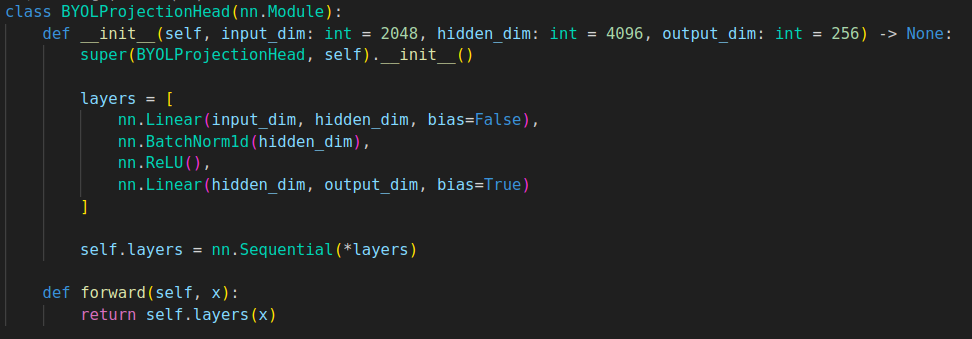 class BYOLProjectionHead(nn.Module):
    def __init__(self, input_dim: int = 2048, hidden_dim: int = 4096, output_dim: int = 256) -> None:
        super(BYOLProjectionHead, self).__init__()

        layers = [
            nn.Linear(input_dim, hidden_dim, bias=False),
            nn.BatchNorm1d(hidden_dim),
            nn.ReLU(),
            nn.Linear(hidden_dim, output_dim, bias=True)
        ]

        self.layers = nn.Sequential(*layers)

    def forward(self, x):
        return self.layers(x)